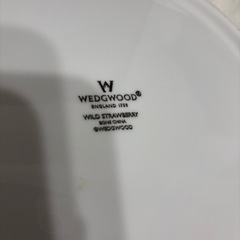 W
WEDGWOOD®
ENGLAND 1759
WILD STRAWBERRY
BONE CHINA
©WEDGWOOD